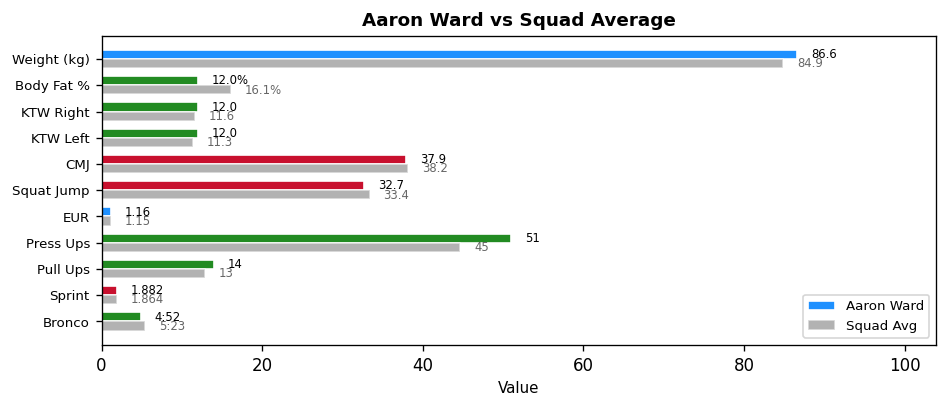 Aaron Ward vs Squad Average
Weight (kg) 86.6
84.9
Body Fat % 12.0%
16.1%
KTW Right 12.0
11.6
KTW Left 12.0
11.3
CMJ 37.9
38.2
Squat Jump 32.7
33.4
EUR 1.16
1.15
Press Ups 51
45
Pull Ups 14
13
Sprint 1.882
1.864
Bronco 4:52
5:23
Aaron Ward
Squad Avg
0 20 40 60 80 100
Value